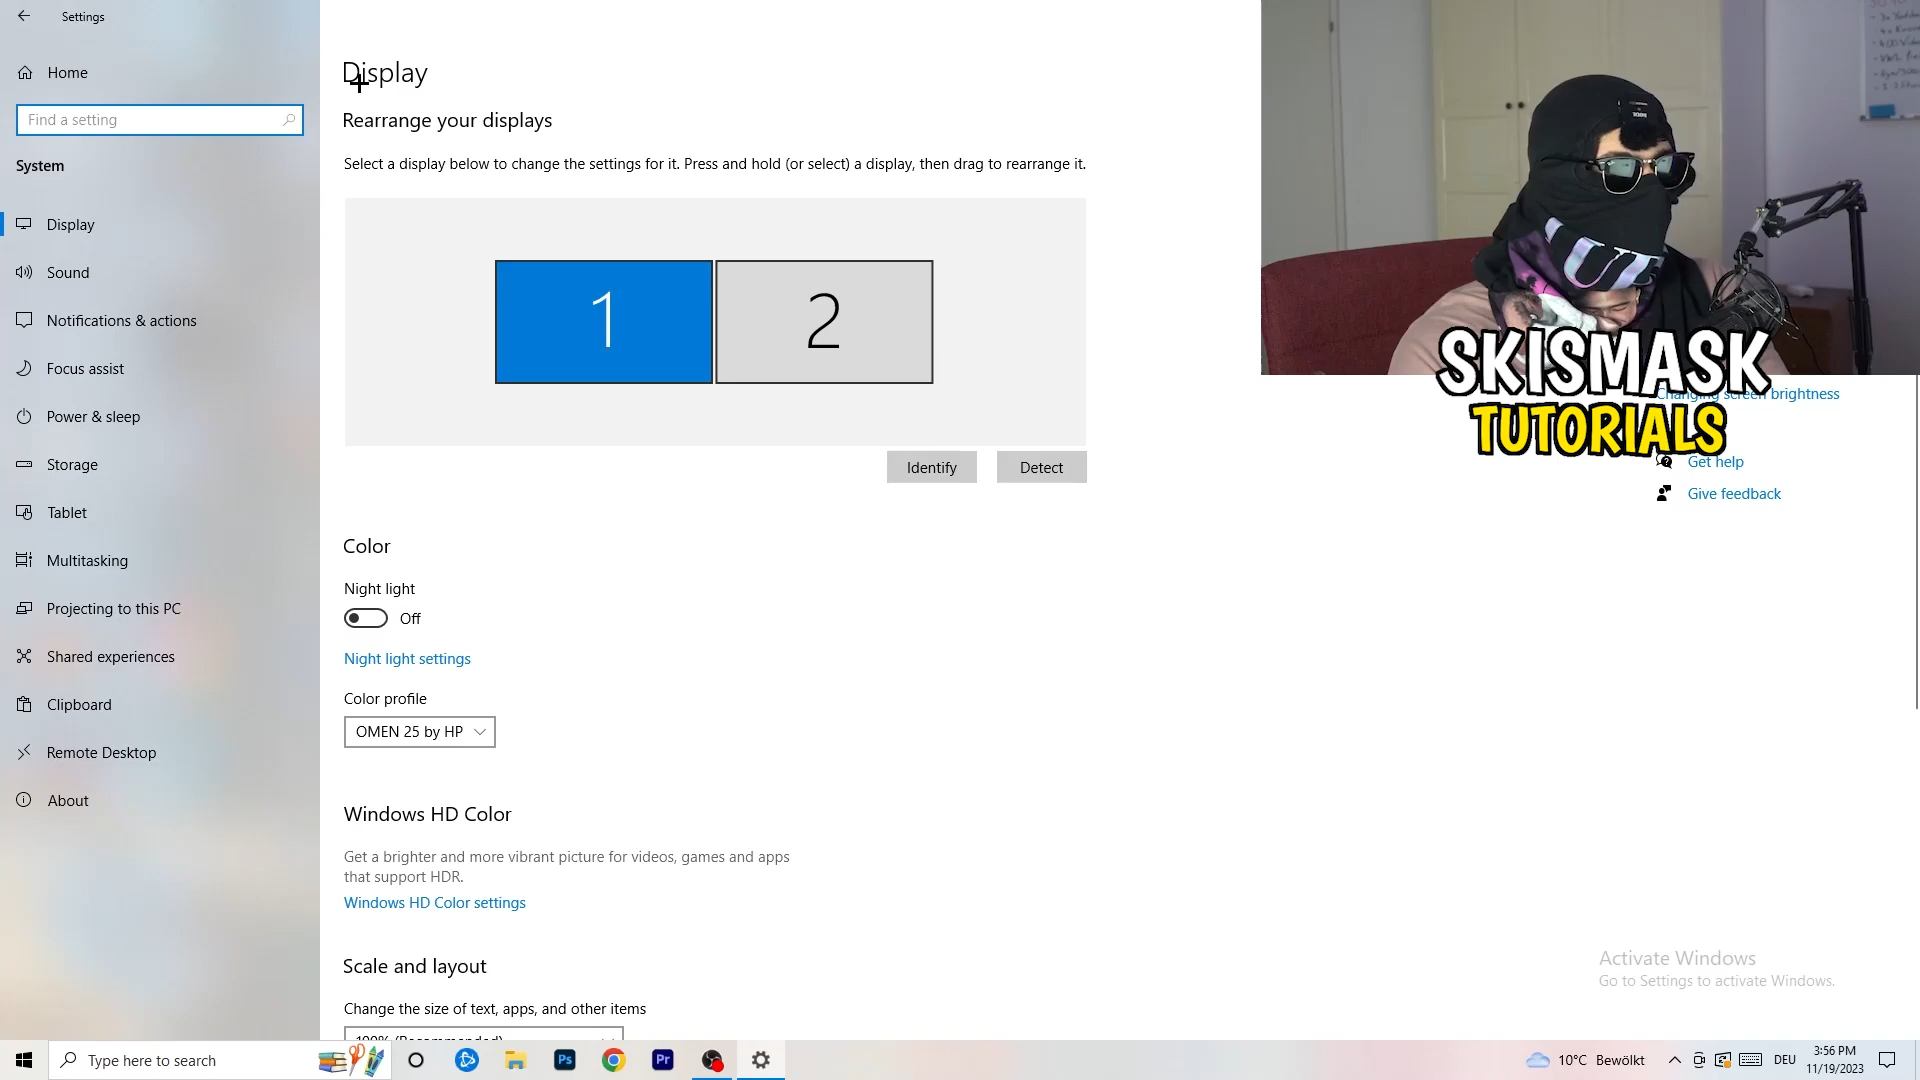 Settings
Home
Find a setting
System
Display
Sound
Notifications & actions
Focus assist
Power & sleep
Storage
Tablet
Multitasking
Projecting to this PC
Shared experiences
Clipboard
Remote Desktop
About
Display
Rearrange your displays
Select a display below to change the settings for it. Press and hold (or select) a display, then drag to rearrange it.
1
2
Identify
Detect
Color
Night light
Off
Night light settings
Color profile
OMEN 25 by HP
Windows HD Color
Get a brighter and more vibrant picture for videos, games and apps
that support HDR.
Windows HD Color settings
Scale and layout
Change the size of text, apps, and other items
100% (Recommended)
SKISMASK
TUTORIALS
Changing screen brightness
Get help
Give feedback
Activate Windows
Go to Settings to activate Windows.
Type here to search
Ps
Pr
10°C Bewölkt
DEU
3:56 PM
11/19/2023